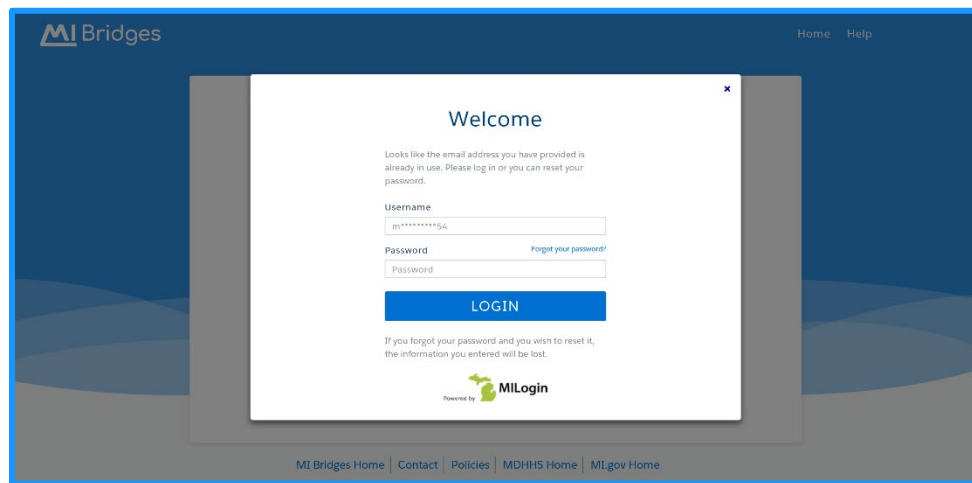 MI Bridges
Home Help
×
Welcome
Looks like the email address you have provided is
already in use. Please log in or you can reset your
password.
Username
m*********54
Password Forgot your password?
Password
LOGIN
If you forgot your password and you wish to reset it,
the information you entered will be lost.
Powered by MILogin
MI Bridges Home | Contact | Policies | MDHHS Home | MI.gov Home